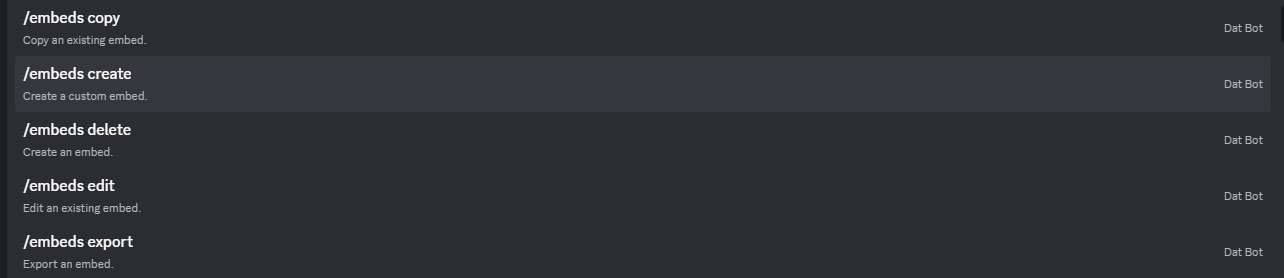 /embeds copy
Copy an existing embed.
Dat Bot
/embeds create
Create a custom embed.
Dat Bot
/embeds delete
Create an embed.
Dat Bot
/embeds edit
Edit an existing embed.
Dat Bot
/embeds export
Export an embed.
Dat Bot